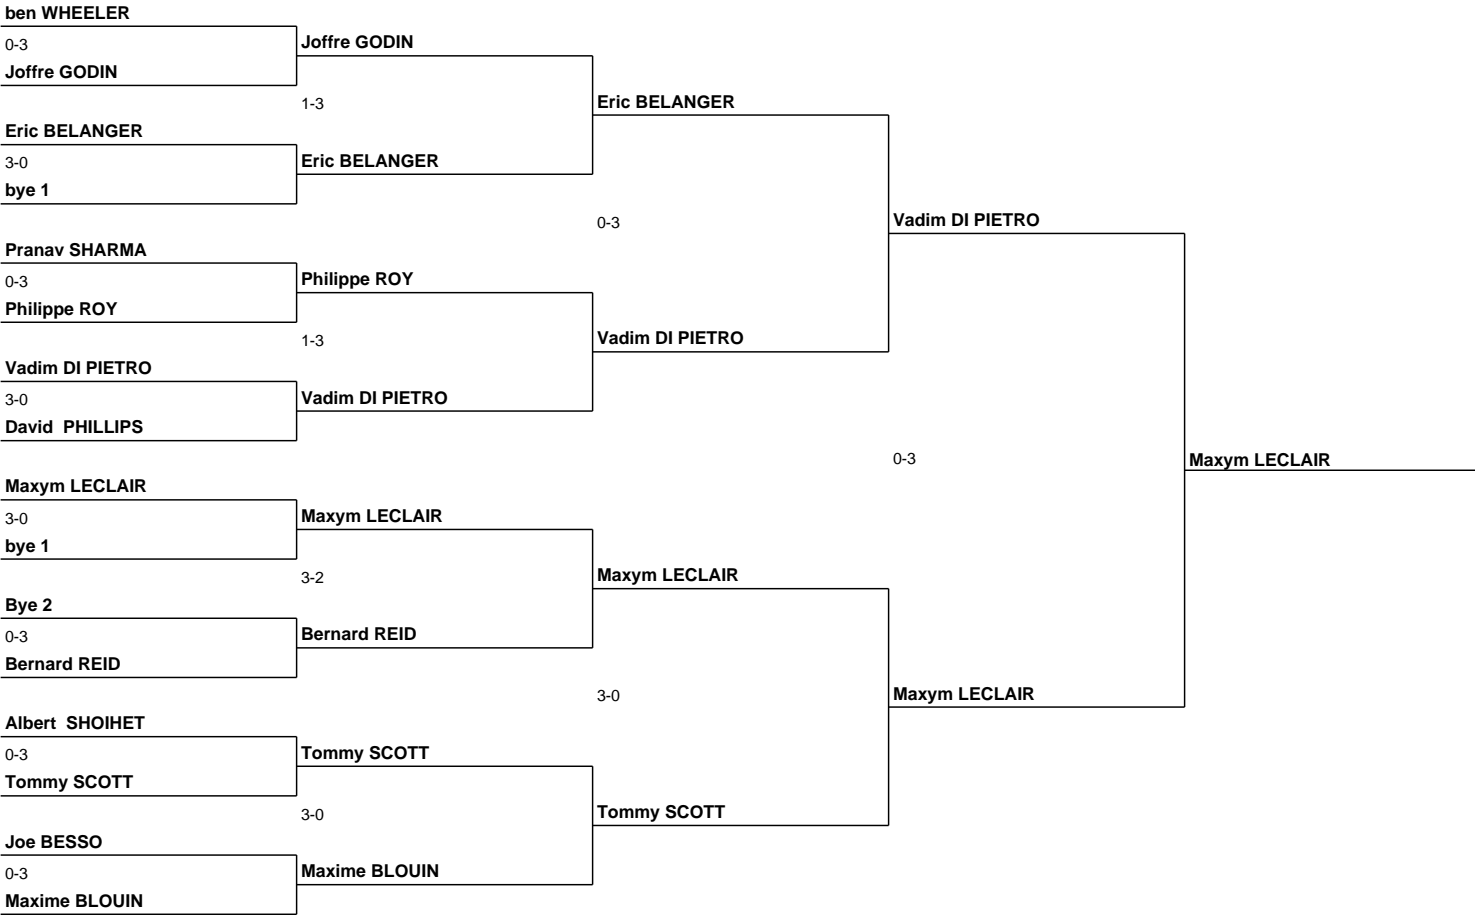 ben WHEELER
0-3
Joffre GODIN
Eric BELANGER
3-0
bye 1
Pranav SHARMA
0-3
Philippe ROY
Vadim DI PIETRO
3-0
David  PHILLIPS
Maxym LECLAIR
3-0
bye 1
Bye 2
0-3
Bernard REID
Albert  SHOIHET
0-3
Tommy SCOTT
Joe BESSO
0-3
Maxime BLOUIN
Joffre GODIN
1-3
Eric BELANGER
Philippe ROY
1-3
Vadim DI PIETRO
Maxym LECLAIR
3-2
Bernard REID
Tommy SCOTT
3-0
Maxime BLOUIN
Eric BELANGER
0-3
Vadim DI PIETRO
Maxym LECLAIR
3-0
Tommy SCOTT
Vadim DI PIETRO
0-3
Maxym LECLAIR
Maxym LECLAIR